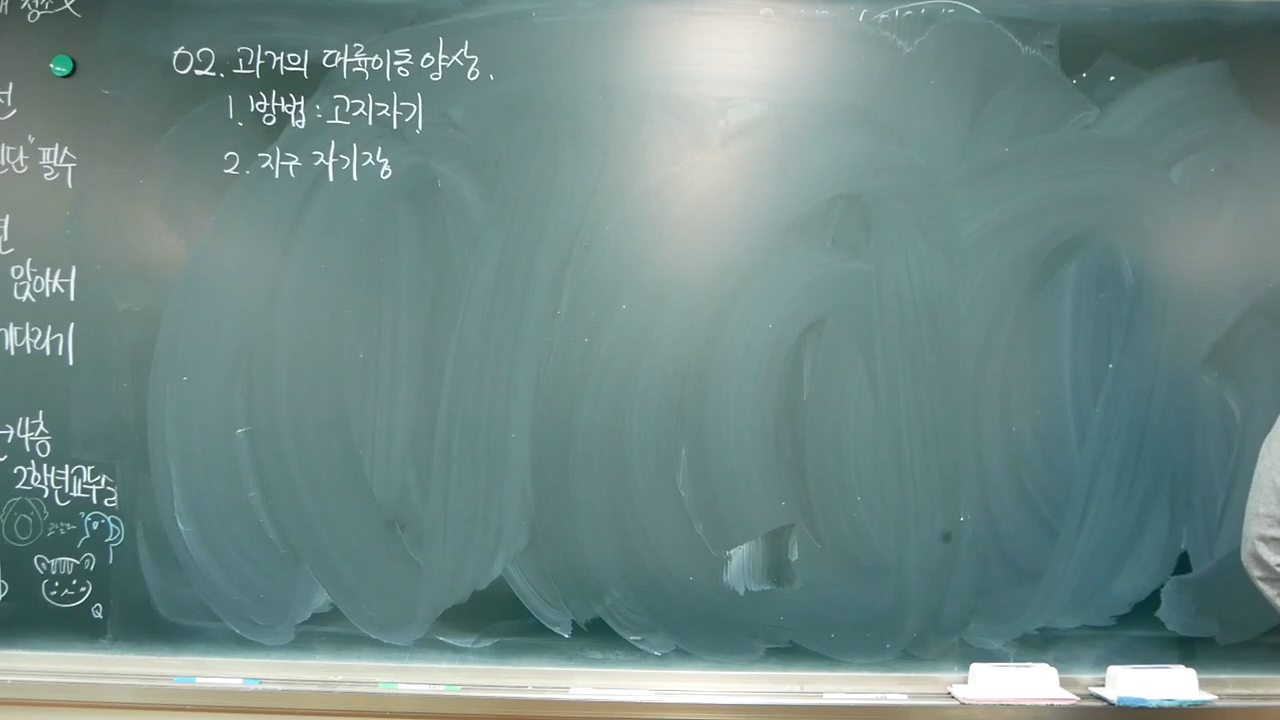 02. 과거의 대륙이동 양상.
1. 방법 : 고지자기
2. 지구 자기장
필수
앉아서
기다리기
→4층
2학년교무실